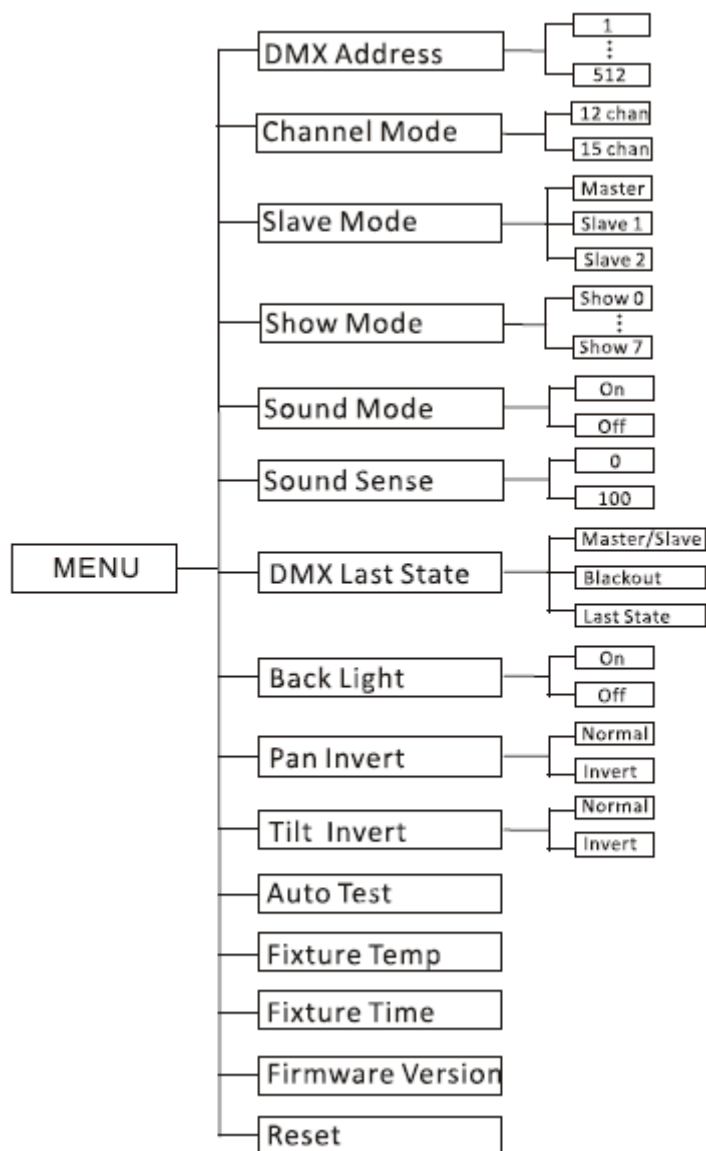 DMX Address
1
512
Channel Mode
12 chan
15 chan
Slave Mode
Master
Slave 1
Slave 2
Show Mode
Show 0
Show 7
Sound Mode
On
Off
Sound Sense
0
100
MENU
DMX Last State
Master/Slave
Blackout
Last State
Back Light
On
Off
Pan Invert
Normal
Invert
Tilt Invert
Normal
Invert
Auto Test
Fixture Temp
Fixture Time
Firmware Version
Reset